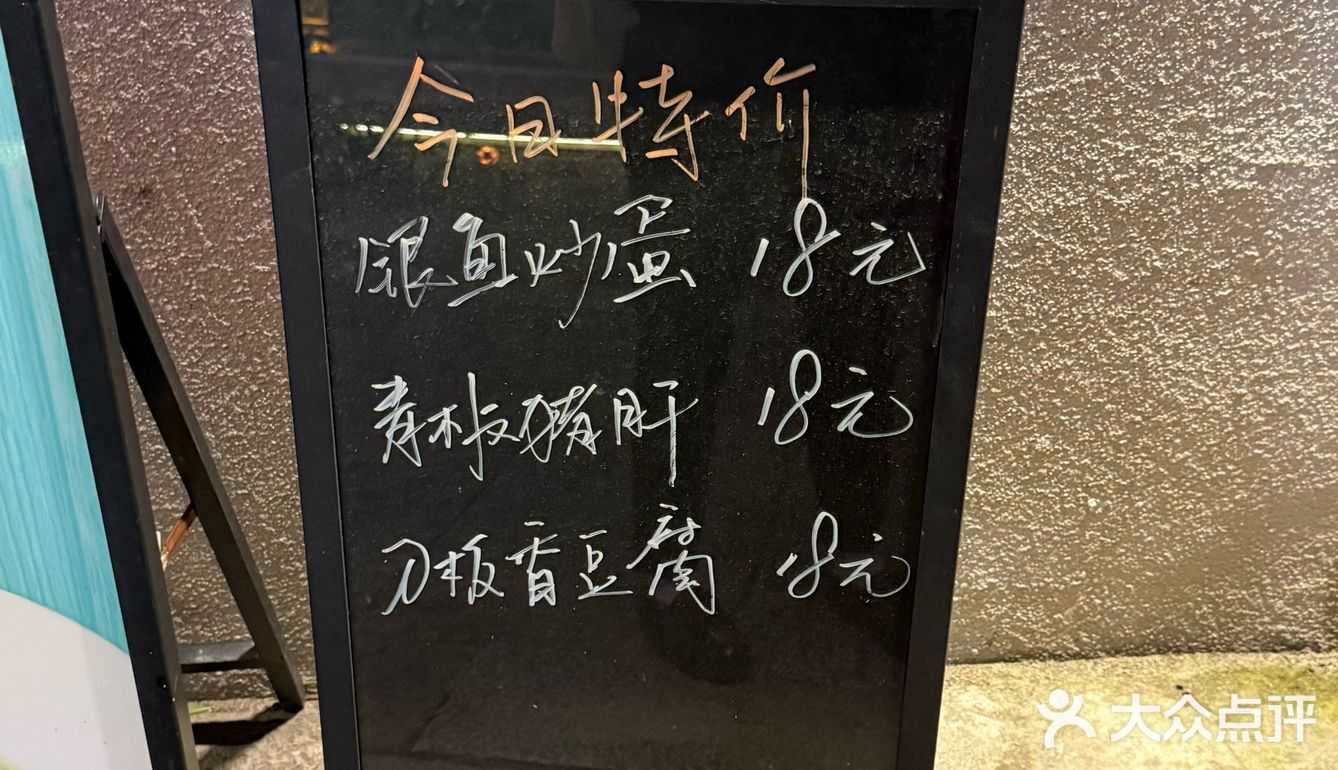 今日特价
银鱼炒蛋 18元
青椒猪肝 18元
刀板香豆腐 18元
大众点评